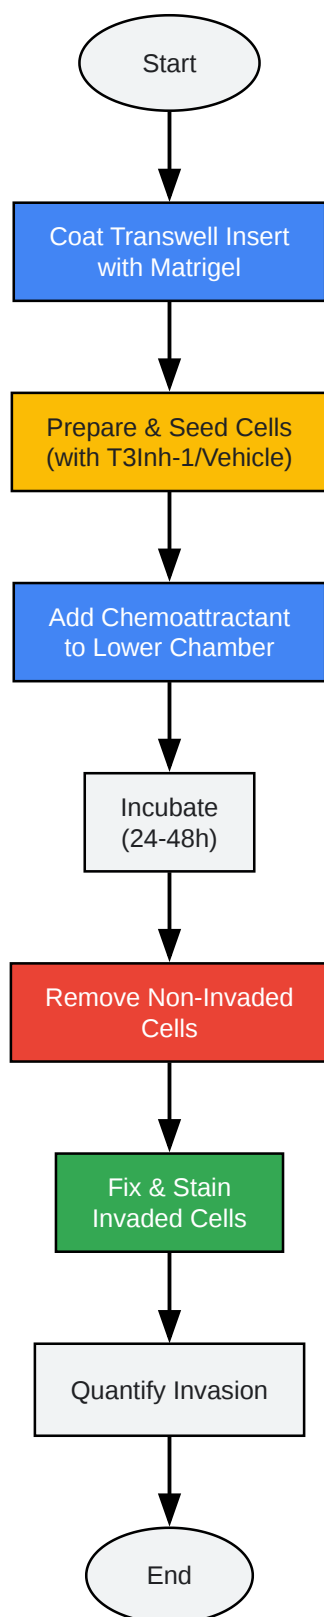 Start
Coat Transwell Insert
with Matrigel
Prepare & Seed Cells
(with T3Inh-1/Vehicle)
Add Chemoattractant
to Lower Chamber
Incubate
(24-48h)
Remove Non-Invaded
Cells
Fix & Stain
Invaded Cells
Quantify Invasion
End